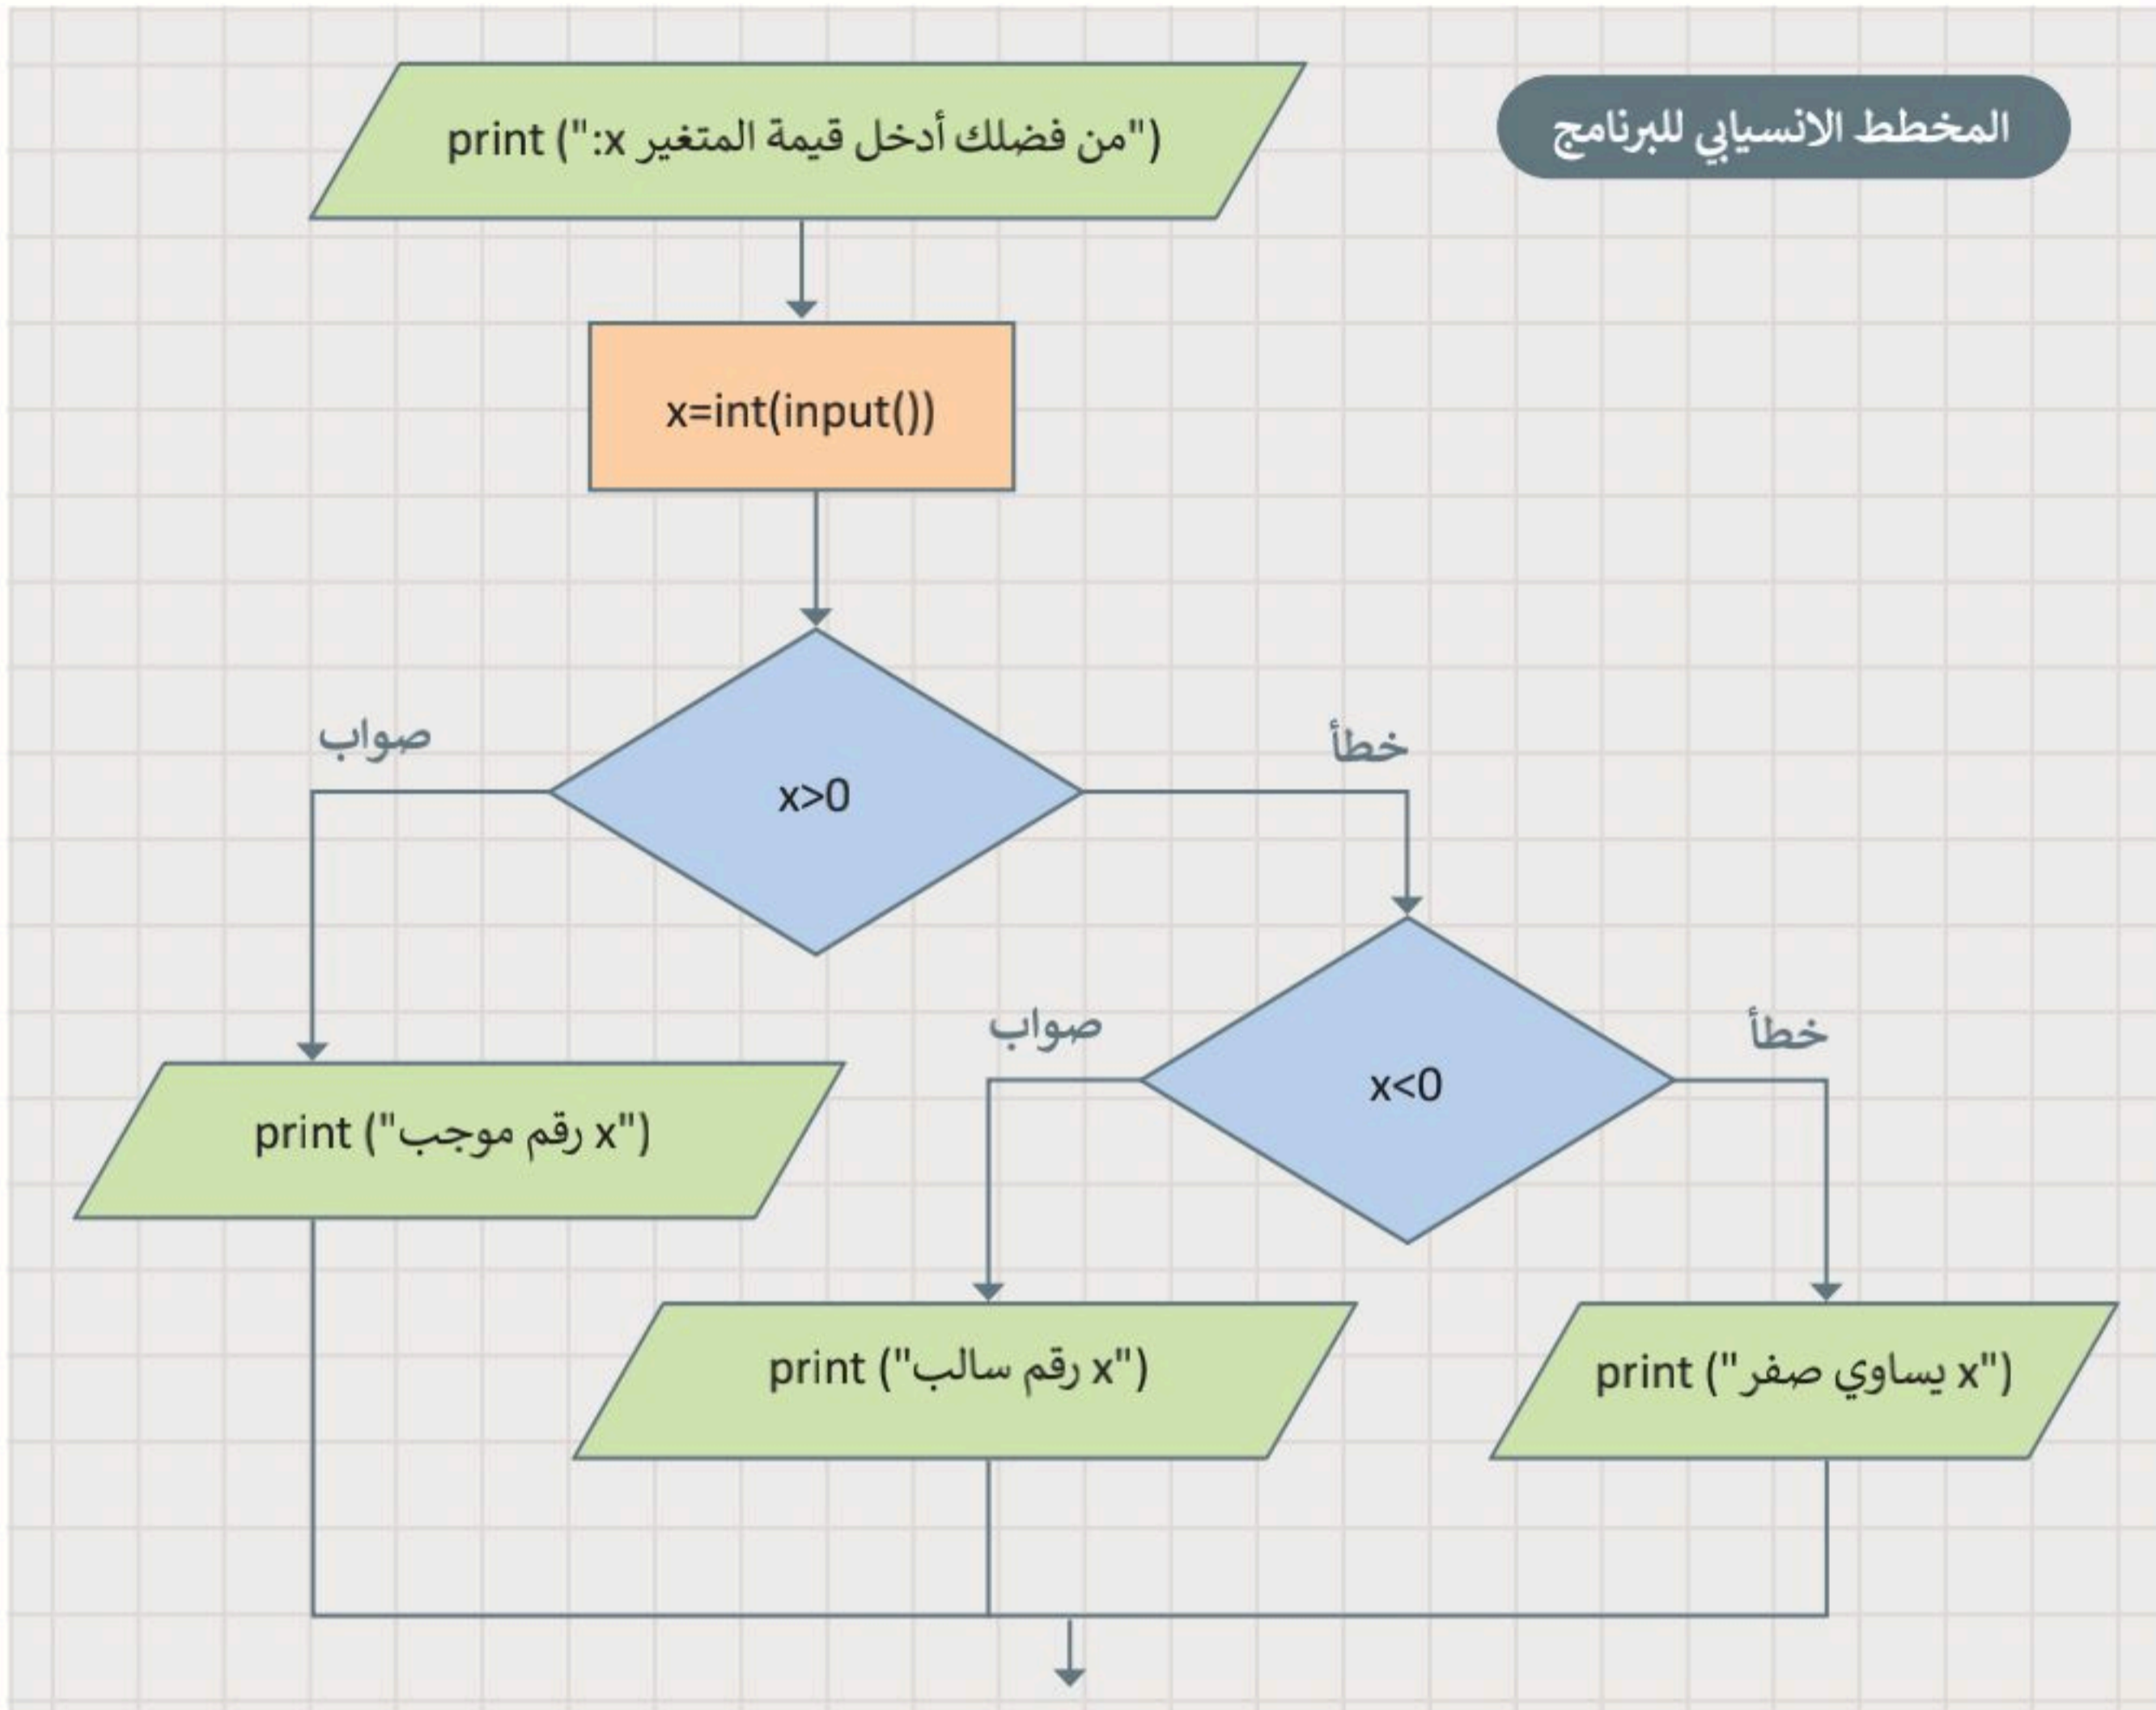 المخطط الانسيابي للبرنامج
print ("من فضلك أدخل قيمة المتغير x:")
x=int(input())
x>0
صواب
خطأ
x<0
صواب
خطأ
print ("x رقم موجب")
print ("x رقم سالب")
print ("x يساوي صفر")